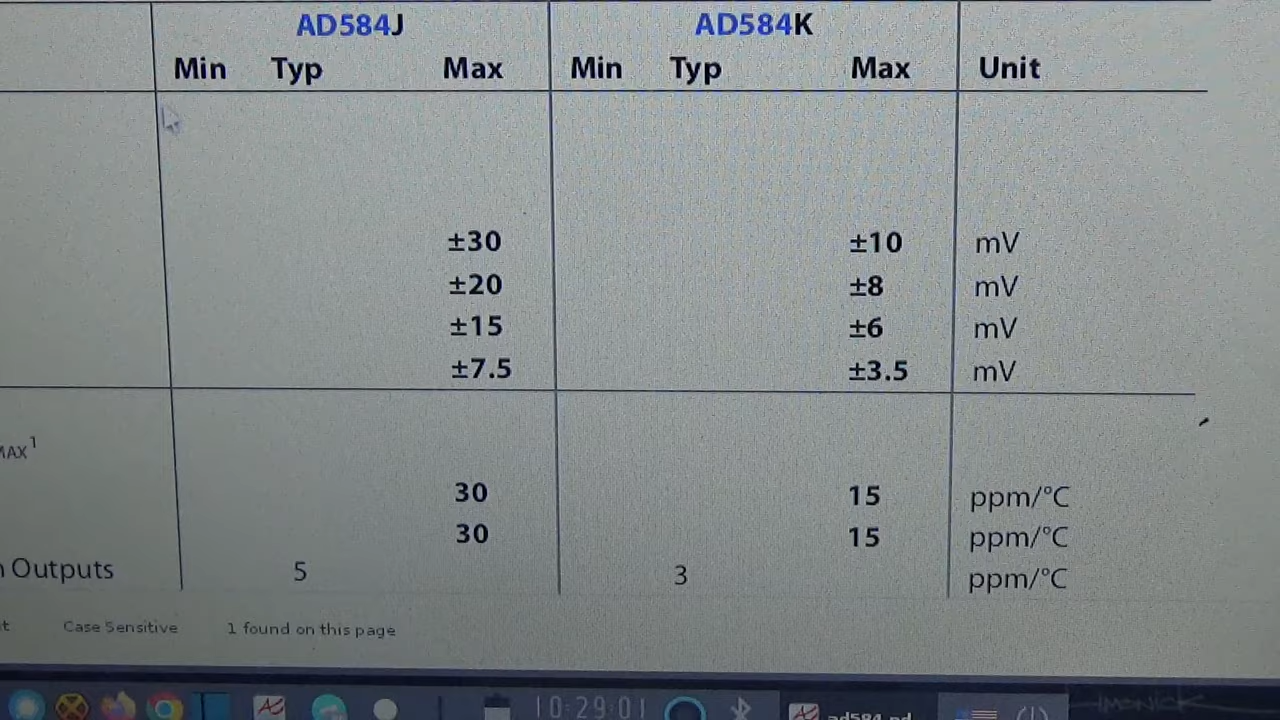 AD584J AD584K
Min Typ Max Min Typ Max Unit
±30 ±10 mV
±20 ±8 mV
±15 ±6 mV
±7.5 ±3.5 mV
MAX¹
30 15 ppm/°C
30 15 ppm/°C
Outputs 5 3 ppm/°C
Case Sensitive 1 found on this page
10:29:01